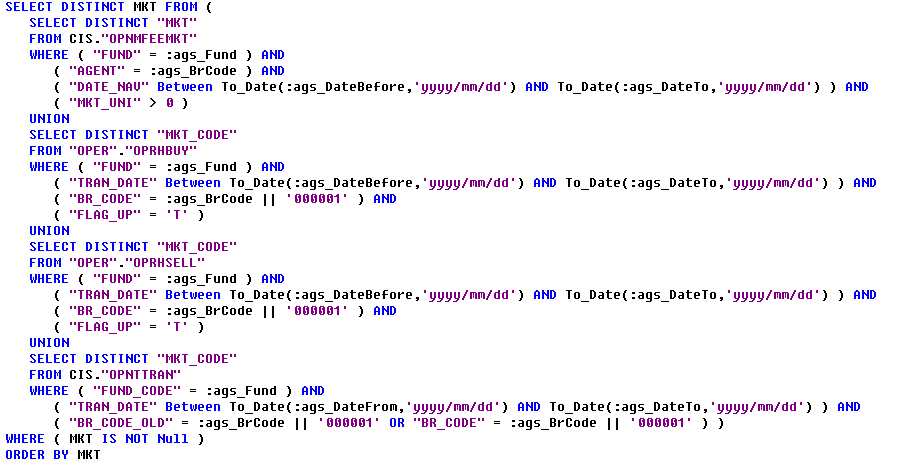 SELECT DISTINCT MKT FROM (
SELECT DISTINCT "MKT"
FROM CIS."OPNMFEEMKT"
WHERE ( "FUND" = :ags_Fund ) AND
( "AGENT" = :ags_BrCode ) AND
( "DATE_NAV" Between To_Date(:ags_DateBefore,'yyyy/mm/dd') AND To_Date(:ags_DateTo,'yyyy/mm/dd') ) AND
( "MKT_UNI" > 0 )
UNION
SELECT DISTINCT "MKT_CODE"
FROM "OPER"."OPRHBUY"
WHERE ( "FUND" = :ags_Fund ) AND
( "TRAN_DATE" Between To_Date(:ags_DateBefore,'yyyy/mm/dd') AND To_Date(:ags_DateTo,'yyyy/mm/dd') ) AND
( "BR_CODE" = :ags_BrCode || '000001' ) AND
( "FLAG_UP" = 'T' )
UNION
SELECT DISTINCT "MKT_CODE"
FROM "OPER"."OPRHSELL"
WHERE ( "FUND" = :ags_Fund ) AND
( "TRAN_DATE" Between To_Date(:ags_DateBefore,'yyyy/mm/dd') AND To_Date(:ags_DateTo,'yyyy/mm/dd') ) AND
( "BR_CODE" = :ags_BrCode || '000001' ) AND
( "FLAG_UP" = 'T' )
UNION
SELECT DISTINCT "MKT_CODE"
FROM CIS."OPNTTRAN"
WHERE ( "FUND_CODE" = :ags_Fund ) AND
( "TRAN_DATE" Between To_Date(:ags_DateFrom,'yyyy/mm/dd') AND To_Date(:ags_DateTo,'yyyy/mm/dd') ) AND
( "BR_CODE_OLD" = :ags_BrCode || '000001' OR "BR_CODE" = :ags_BrCode || '000001' ) )
WHERE ( MKT IS NOT Null )
ORDER BY MKT